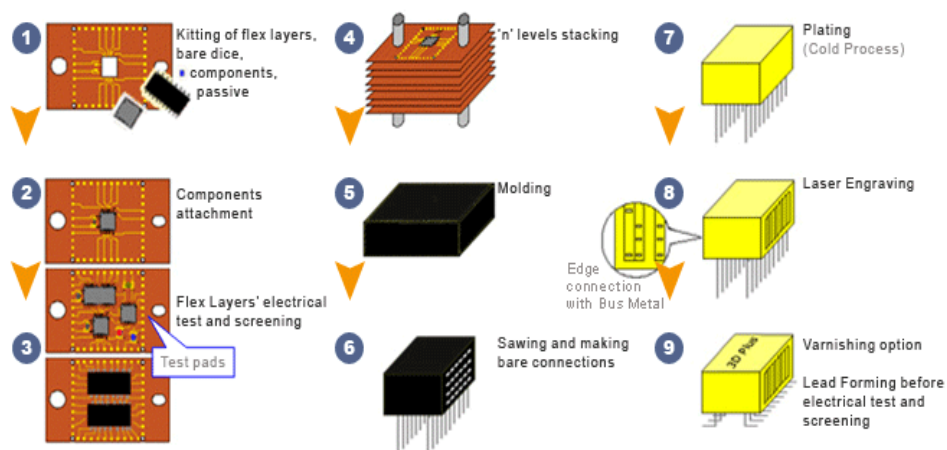 1
Kitting of flex layers,
bare dice,
components,
passive
2
Components
attachment
Flex Layers' electrical
test and screening
3
Test pads
4
'n' levels stacking
5
Molding
6
Sawing and making
bare connections
7
Plating
(Cold Process)
8
Laser Engraving
Edge
connection
with Bus Metal
9
3D Plus
Varnishing option
Lead Forming before
electrical test and
screening